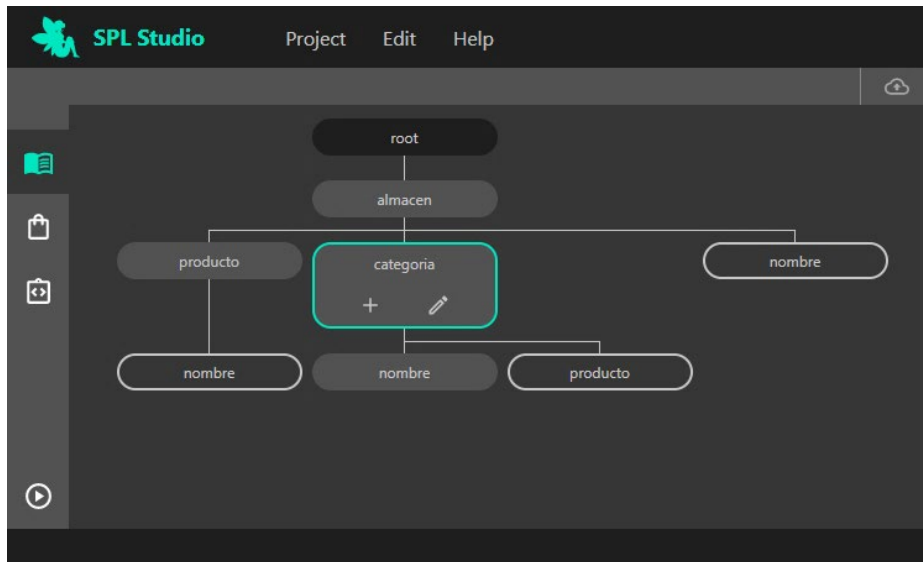 SPL Studio Project Edit Help
root
almacen
producto categoria nombre
nombre nombre producto